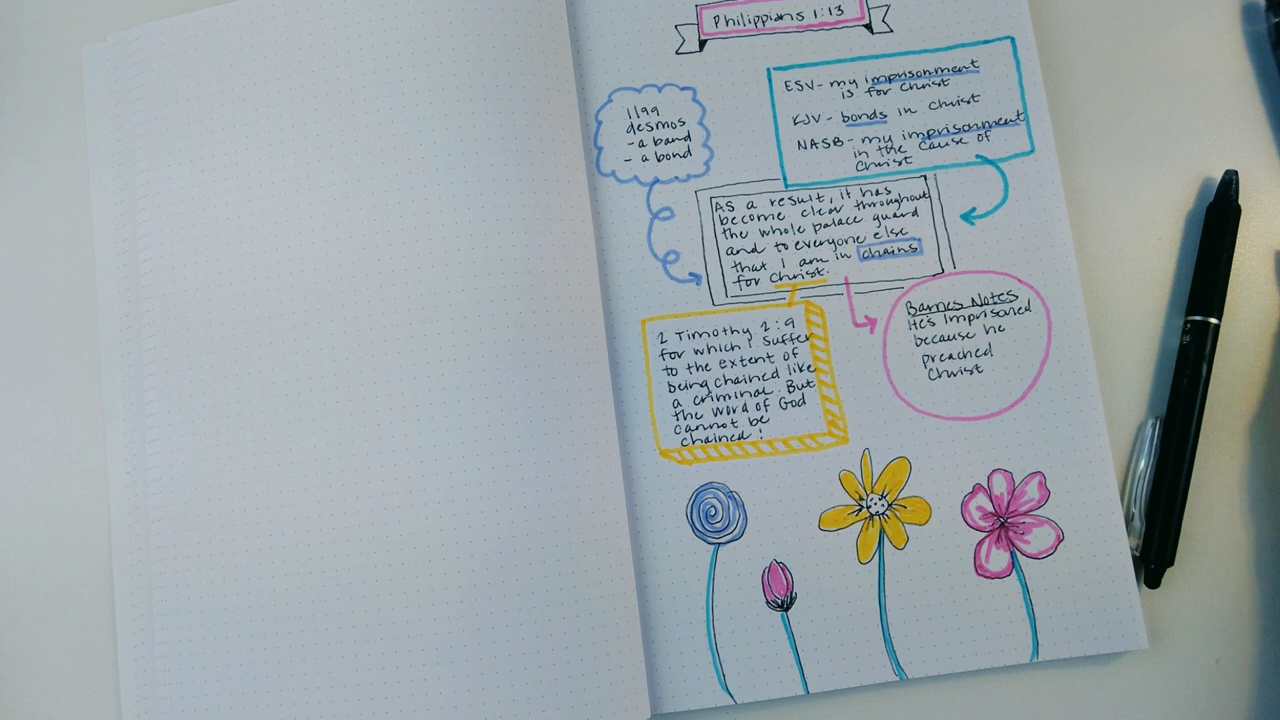 Philippians 1:13
ESV- my imprisonment
is for Christ
KJV- bonds in Christ
NASB- my imprisonment
in the cause of
Christ
1199
desmos
- a band
- a bond
As a result, it has
become clear throughout
the whole palace guard
and to everyone else
that I am in chains
for Christ.
2 Timothy 2:9
for which I suffer
to the extent of
being chained like
a criminal. But
the word of God
cannot be
chained!
Barnes Notes
He's Imprisoned
because he
preached
Christ